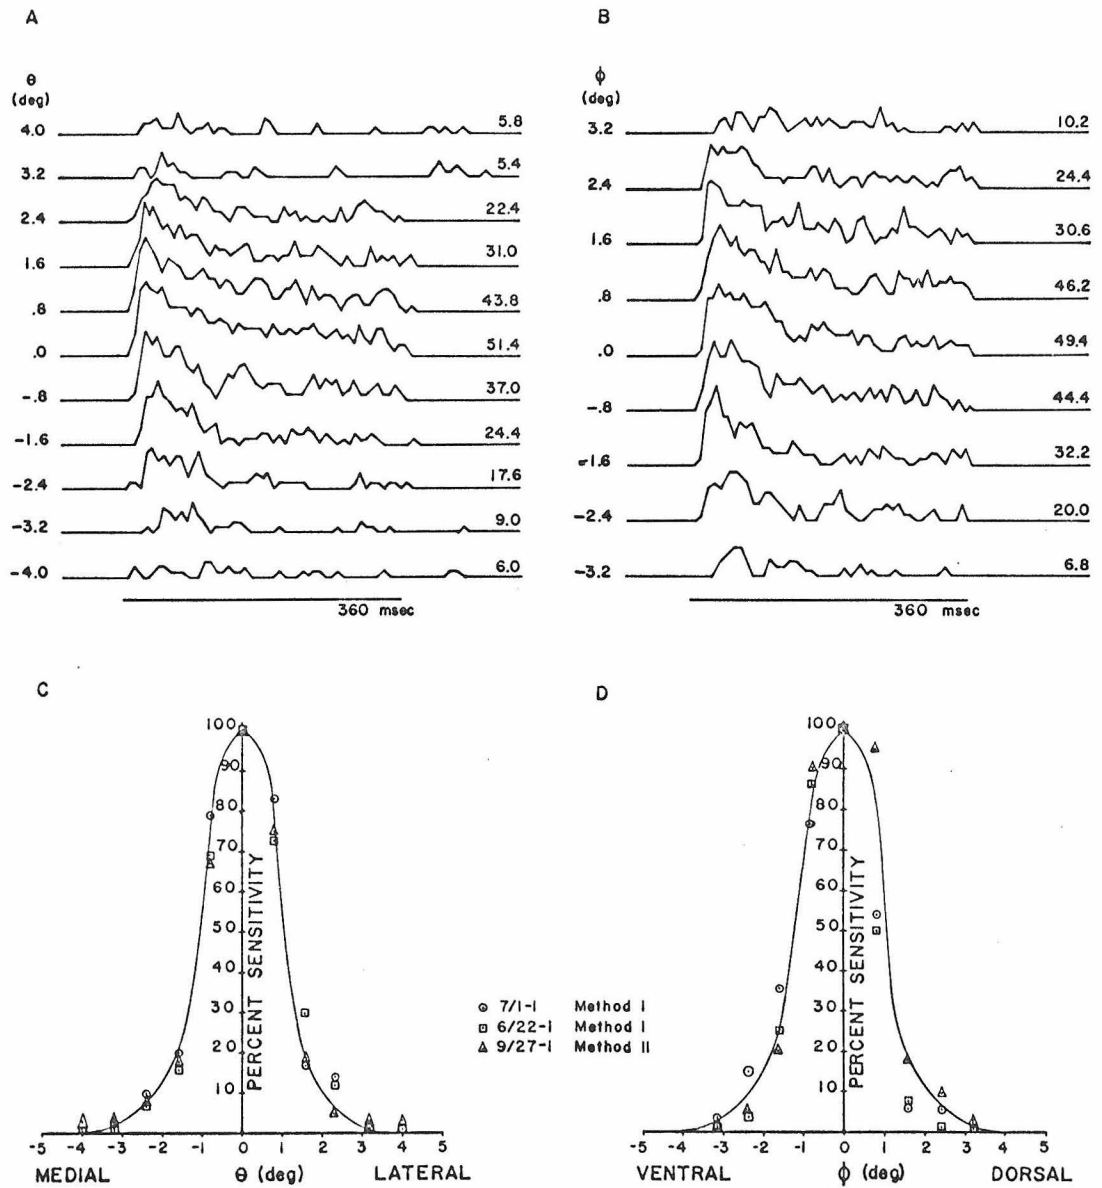 A
θ
(deg)
4.0 5.8
3.2 5.4
2.4 22.4
1.6 31.0
.8 43.8
.0 51.4
-.8 37.0
-1.6 24.4
-2.4 17.6
-3.2 9.0
-4.0 6.0
360 msec
B
ϕ
(deg)
3.2 10.2
2.4 24.4
1.6 30.6
.8 46.2
.0 49.4
-.8 44.4
-1.6 32.2
-2.4 20.0
-3.2 6.8
360 msec
C
100
90
80
70
60
50
40
30
20
10
PERCENT SENSITIVITY
-5 -4 -3 -2 -1 0 1 2 3 4 5
MEDIAL θ (deg) LATERAL
7/1-1 Method I
6/22-1 Method I
9/27-1 Method II
D
100
90
80
70
60
50
40
30
20
10
PERCENT SENSITIVITY
-5 -4 -3 -2 -1 0 1 2 3 4 5
VENTRAL ϕ (deg) DORSAL